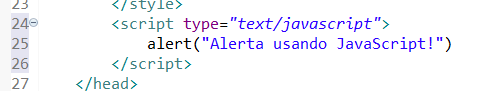 23 </style>
24 <script type="text/javascript">
25 alert("Alerta usando JavaScript!")
26 </script>
27 </head>